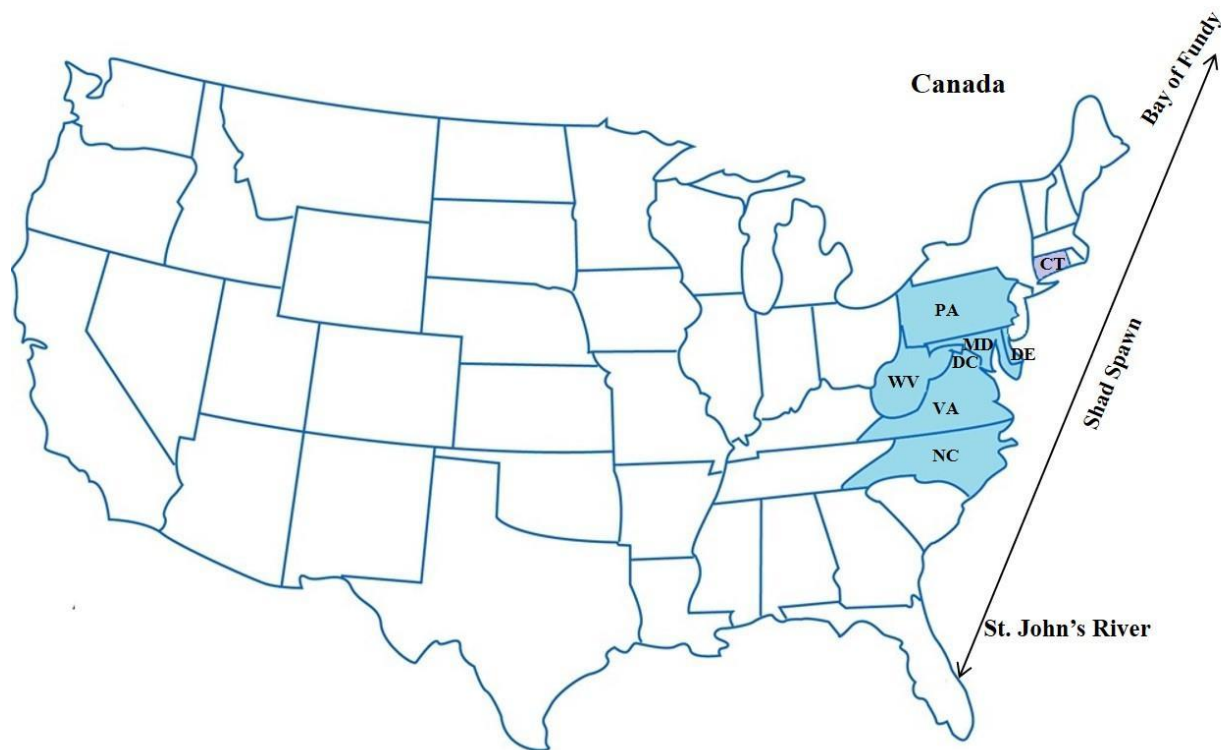 Canada
Bay of Fundy
CT
PA
MD
DE
DC
WV
VA
Shad Spawn
NC
St. John’s River